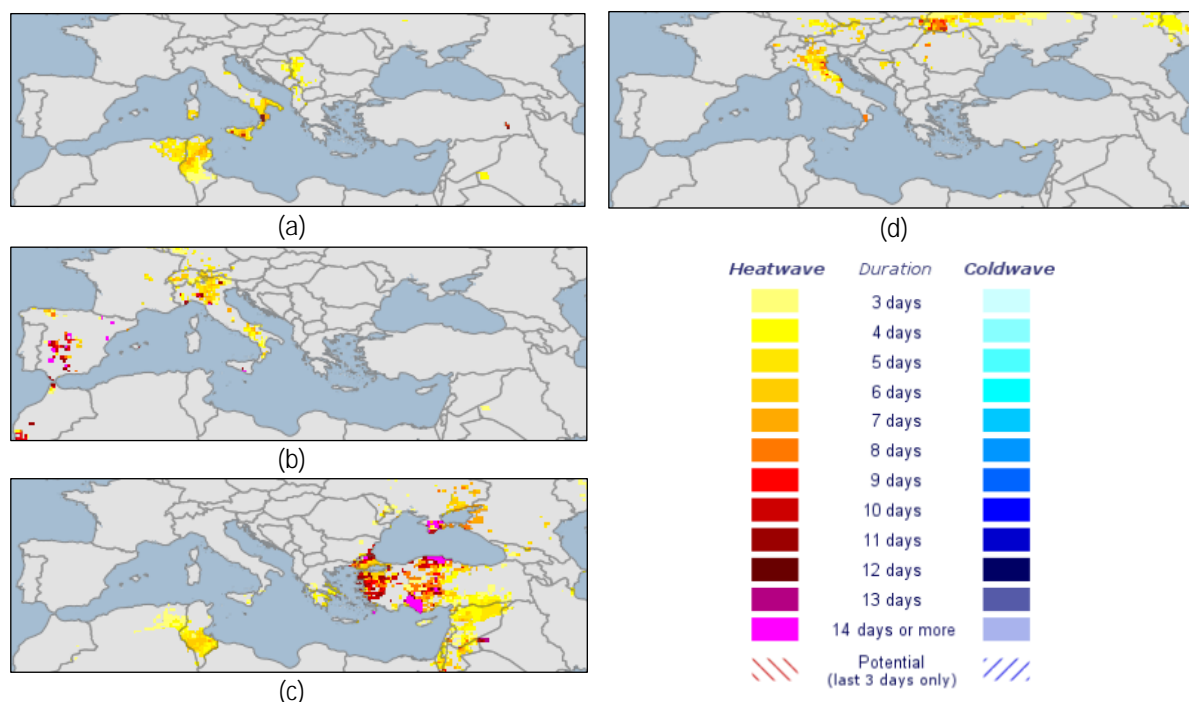 (a)
(d)
(b)
(c)
Heatwave Duration Coldwave
3 days
4 days
5 days
6 days
7 days
8 days
9 days
10 days
11 days
12 days
13 days
14 days or more
Potential
(last 3 days only)